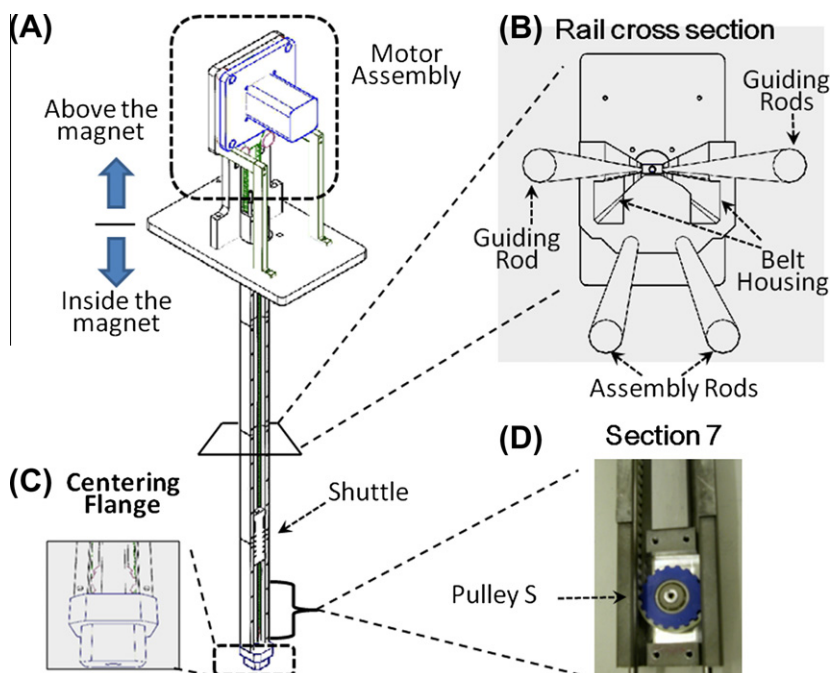 (A)
Motor
Assembly
Above the
magnet
Inside the
magnet
(B) Rail cross section
Guiding
Rods
Guiding
Rod
Belt
Housing
Assembly Rods
(C) Centering
Flange
Shuttle
(D) Section 7
Pulley S